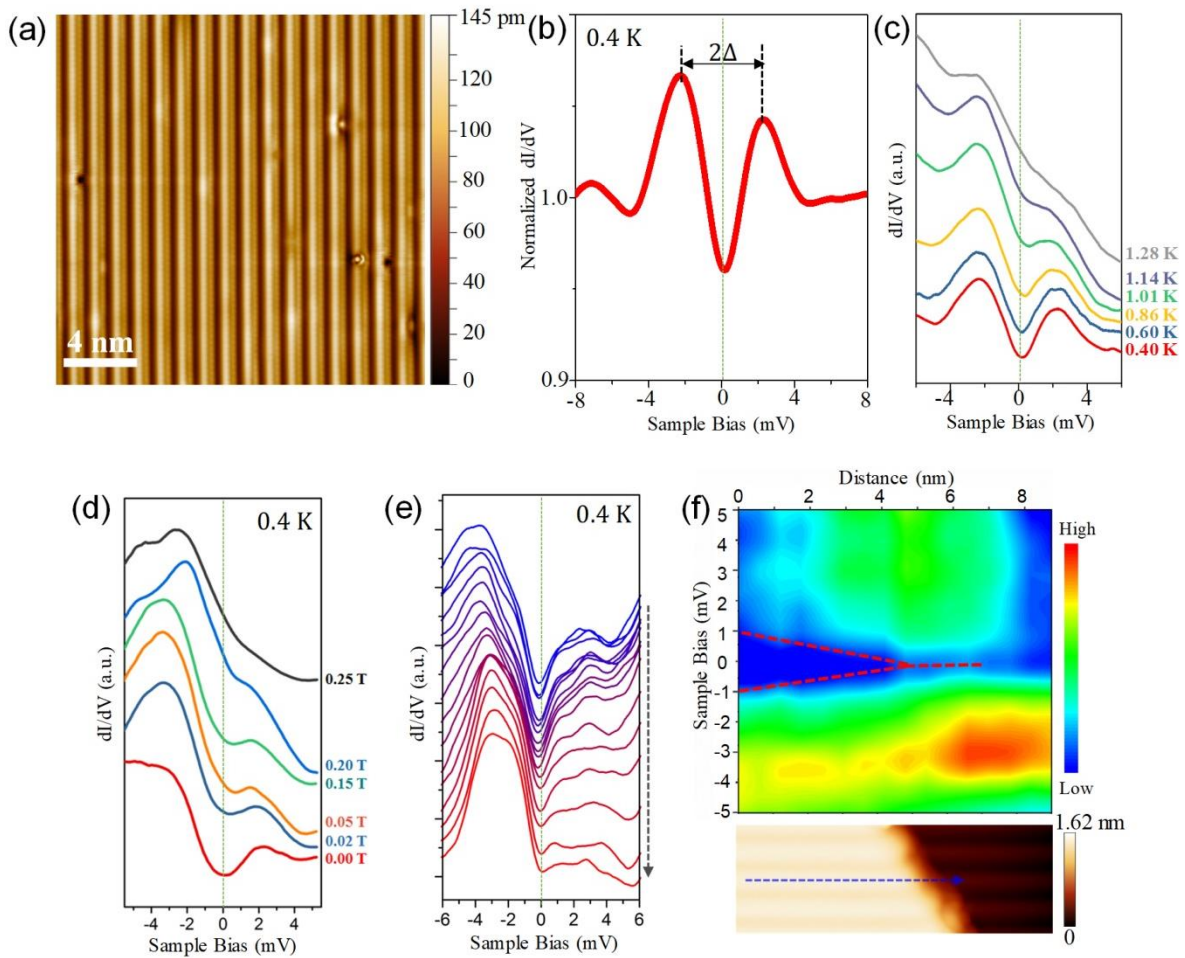 (a)
145 pm
120
100
80
60
40
20
0
4 nm
(b)
0.4 K
2Δ
Normalized dI/dV
1.0
0.9
-8
-4
0
4
8
Sample Bias (mV)
(c)
dI/dV (a.u.)
1.28 K
1.14 K
1.01 K
0.86 K
0.60 K
0.40 K
-4
0
4
Sample Bias (mV)
(d)
0.4 K
dI/dV (a.u.)
0.25 T
0.20 T
0.15 T
0.05 T
0.02 T
0.00 T
-4
-2
0
2
4
Sample Bias (mV)
(e)
0.4 K
dI/dV (a.u.)
-6
-4
-2
0
2
4
6
Sample Bias (mV)
(f)
Distance (nm)
0
2
4
6
8
Sample Bias (mV)
5
4
3
2
1
0
-1
-2
-3
-4
-5
High
Low
1.62 nm
0